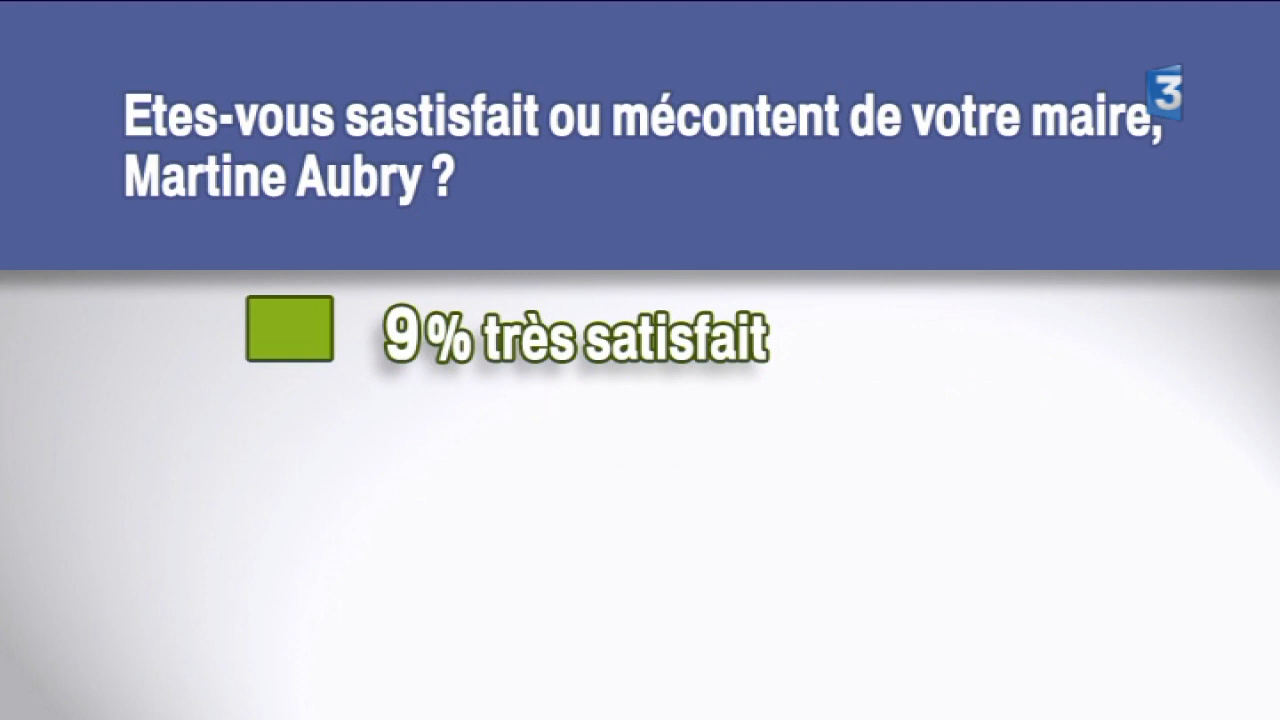 Etes-vous sastisfait ou mécontent de votre maire,
3
Martine Aubry ?
9 % très satisfait